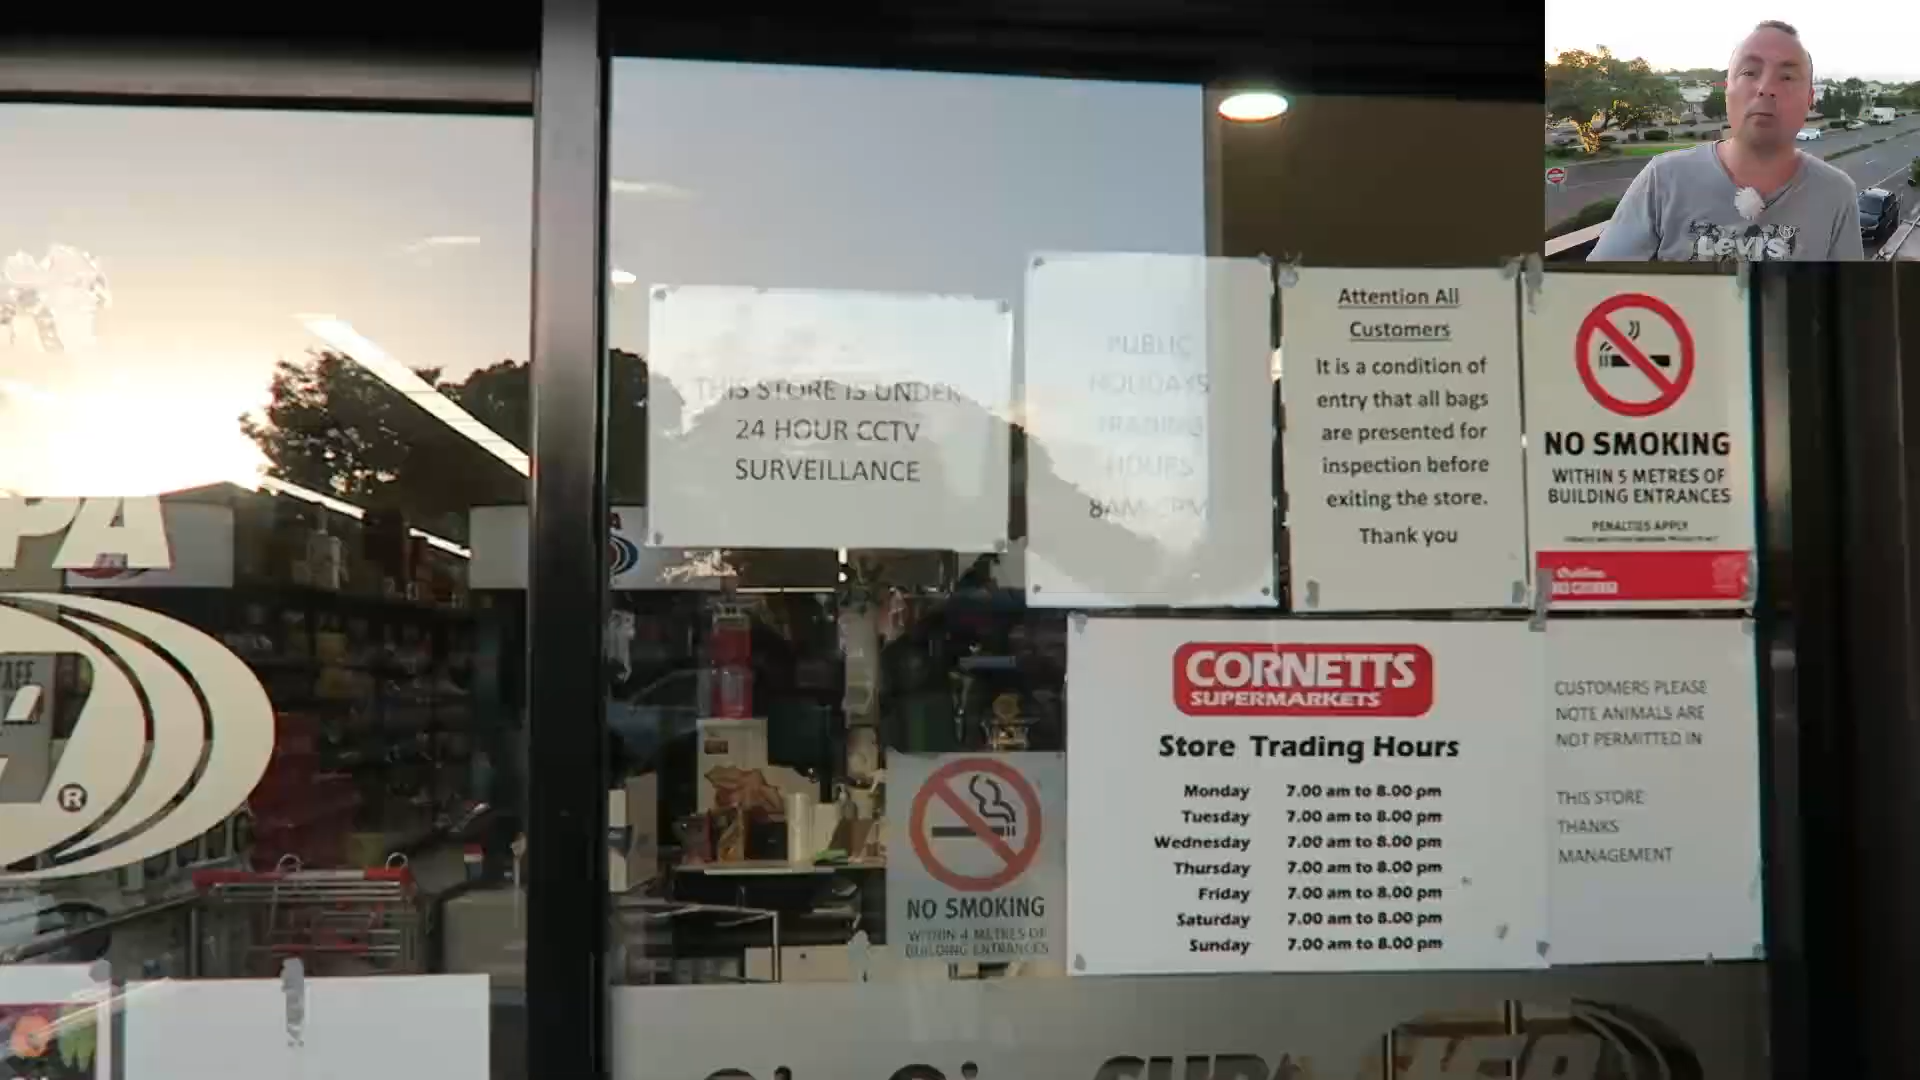 THIS STORE IS UNDER
24 HOUR CCTV
SURVEILLANCE
PUBLIC
HOLIDAYS
TRADING
HOURS
8AM
Attention All
Customers
It is a condition of
entry that all bags
are presented for
inspection before
exiting the store.
Thank you
NO SMOKING
WITHIN 5 METRES OF
BUILDING ENTRANCES
PENALTIES APPLY
Quitline
LEVI'S®
PA
®
CORNETTS
SUPERMARKETS
Store Trading Hours
Monday 7.00 am to 8.00 pm
Tuesday 7.00 am to 8.00 pm
Wednesday 7.00 am to 8.00 pm
Thursday 7.00 am to 8.00 pm
Friday 7.00 am to 8.00 pm
Saturday 7.00 am to 8.00 pm
Sunday 7.00 am to 8.00 pm
CUSTOMERS PLEASE
NOTE ANIMALS ARE
NOT PERMITTED IN
THIS STORE
THANKS
MANAGEMENT
NO SMOKING
WITHIN 4 METRES OF
BUILDING ENTRANCES